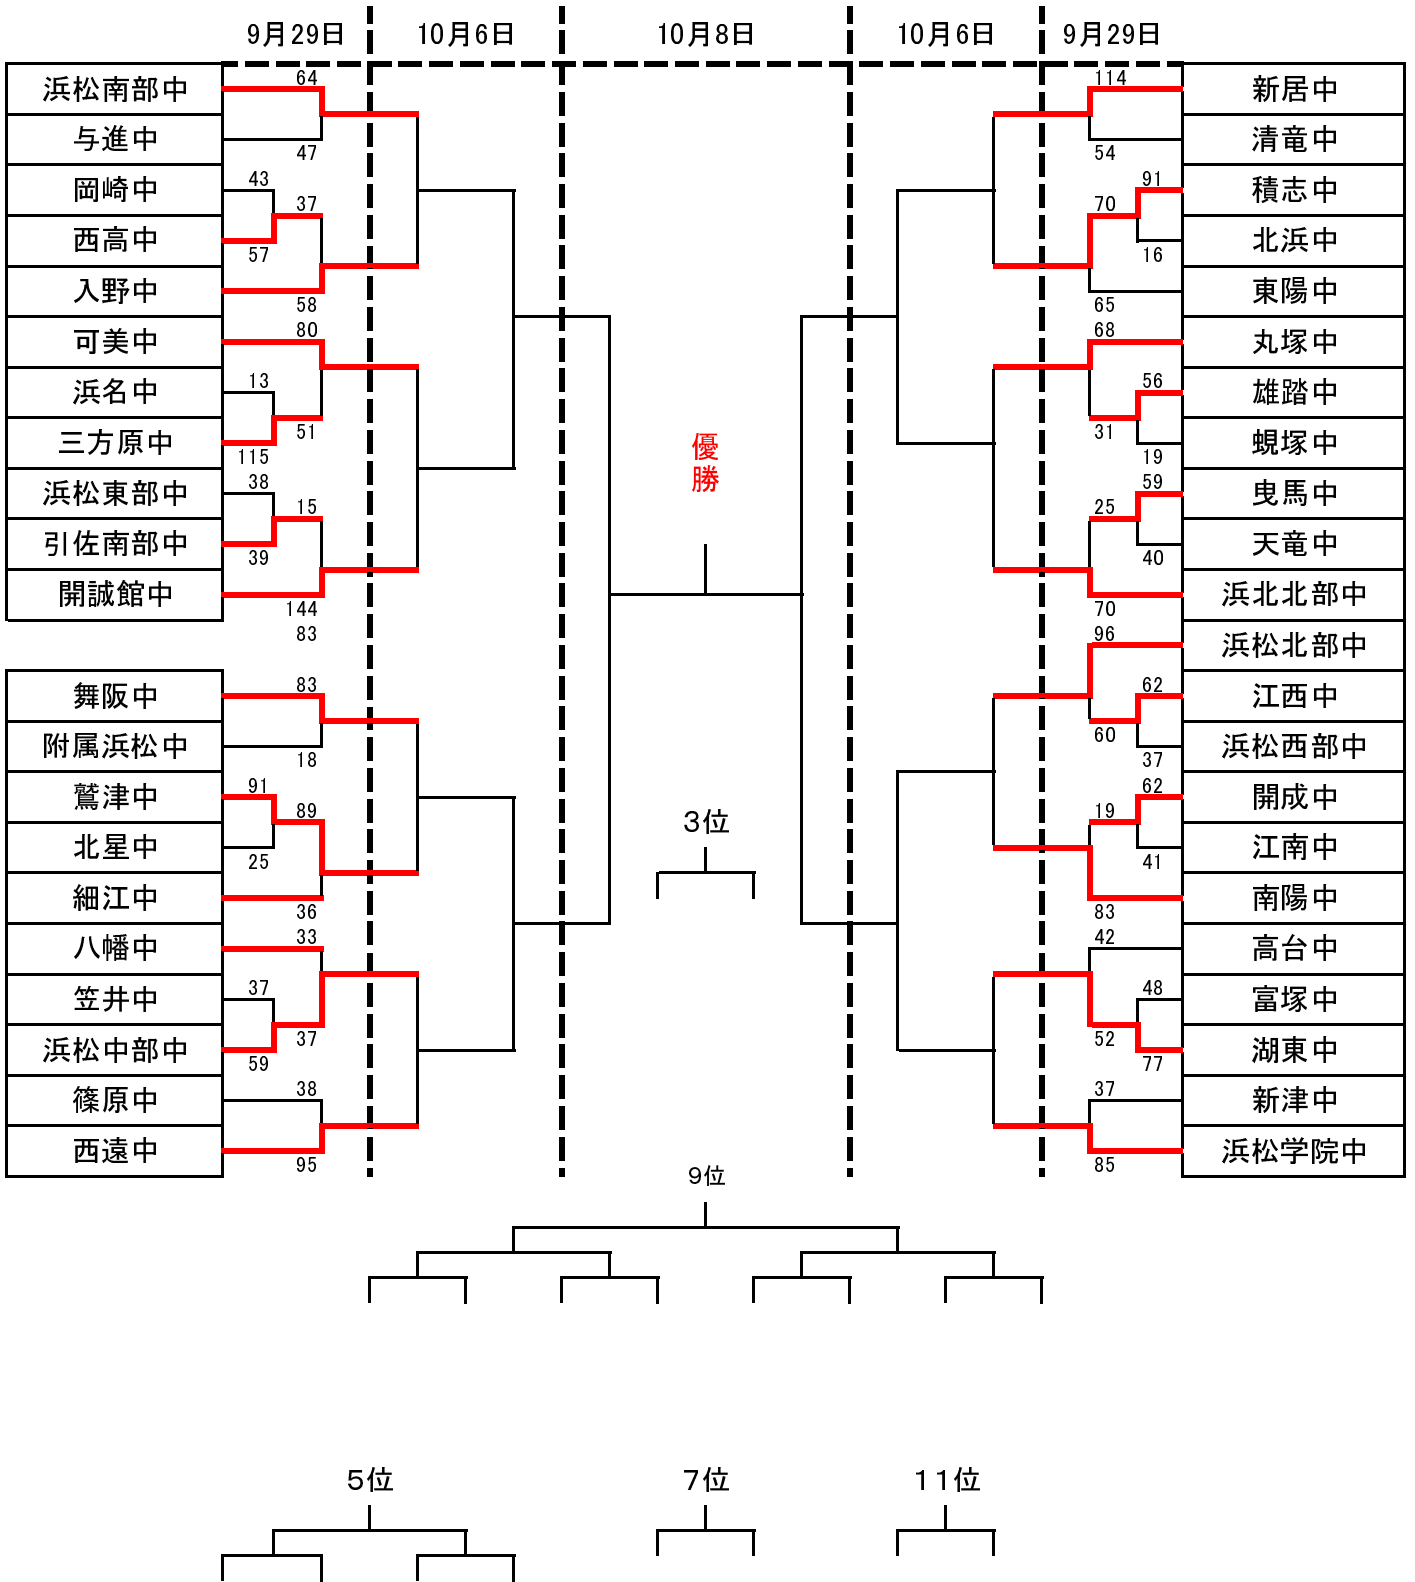 9月29日 10月6日 10月8日 10月6日 9月29日
浜松南部中 64 114 新居中
与進中 47 54 清竜中
岡崎中 43 37 70 91 積志中
西高中 57 16 北浜中
入野中 58 65 東陽中
可美中 80 68 丸塚中
浜名中 13 51 31 56 雄踏中
三方原中 115 19 蜆塚中
浜松東部中 38 15 25 59 曳馬中
引佐南部中 39 40 天竜中
開誠館中 144 70 浜北北部中
83 96 浜松北部中
優
勝
舞阪中 83 60 62 江西中
附属浜松中 18 37 浜松西部中
鷲津中 91 89 19 62 開成中
3位
北星中 25 41 江南中
細江中 36 83 南陽中
八幡中 33 42 高台中
笠井中 37 37 52 48 富塚中
浜松中部中 59 77 湖東中
篠原中 38 37 新津中
西遠中 95 85 浜松学院中
9位
5位 7位 11位